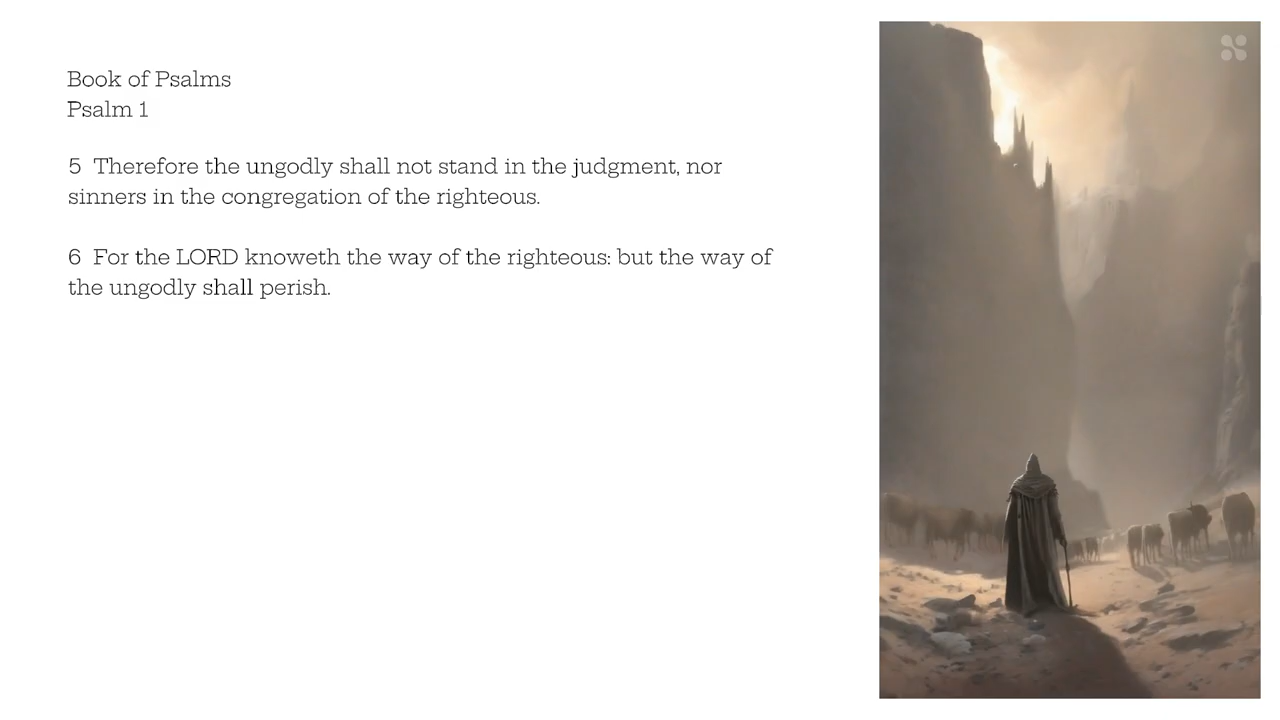 Book of Psalms
Psalm 1
5 Therefore the ungodly shall not stand in the judgment, nor
sinners in the congregation of the righteous.
6 For the LORD knoweth the way of the righteous: but the way of
the ungodly shall perish.